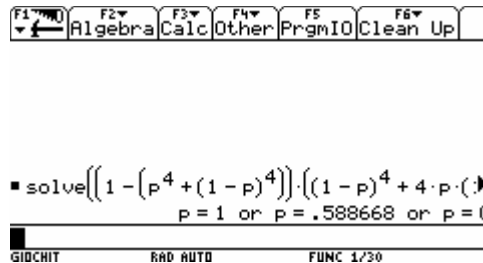 F1 F2 Algebra F3 Calc F4 Other F5 PrgmIO F6 Clean Up
solve((1 - (p^4 + (1 - p)^4))·((1 - p)^4 + 4·p·(
p = 1 or p = .588668 or p =
GIOCHIT RAD AUTO FUNC 1/30